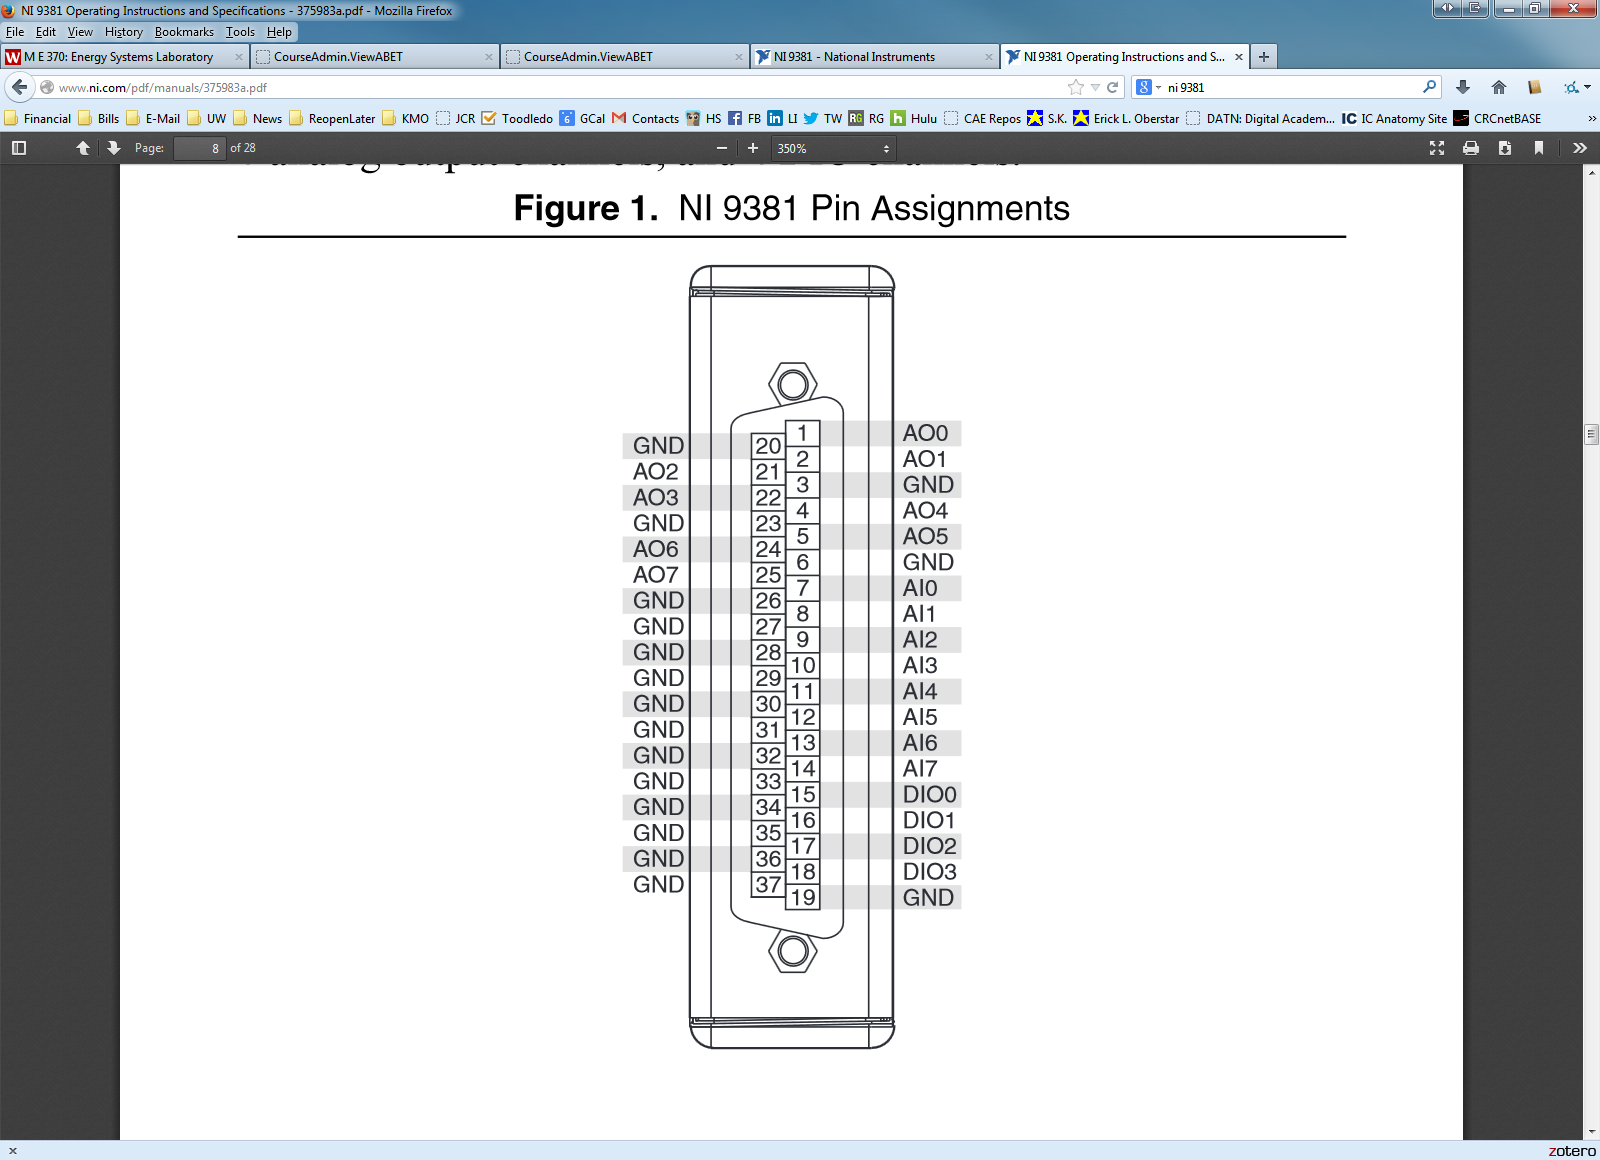 NI 9381 Operating Instructions and Specifications - 375983a.pdf - Mozilla Firefox
File Edit View History Bookmarks Tools Help
W M E 370: Energy Systems Laboratory × CourseAdmin.ViewABET × CourseAdmin.ViewABET × NI 9381 - National Instruments × NI 9381 Operating Instructions and S... ×
www.ni.com/pdf/manuals/375983a.pdf 8 ni 9381
Financial Bills E-Mail UW News ReopenLater KMO JCR Toodledo 6 GCal Contacts HS FB LI TW RG RG Hulu CAE Repos S.K. Erick L. Oberstar DATN: Digital Academ... IC IC Anatomy Site CRCnetBASE »
Page: 8 of 28 350%
Figure 1. NI 9381 Pin Assignments
1 AO0
GND 20
2 AO1
AO2 21
3 GND
AO3 22
4 AO4
GND 23
5 AO5
AO6 24
6 GND
AO7 25
7 AI0
GND 26
8 AI1
GND 27
9 AI2
GND 28
10 AI3
GND 29
11 AI4
GND 30
12 AI5
GND 31
13 AI6
GND 32
14 AI7
GND 33
15 DIO0
GND 34
16 DIO1
GND 35
17 DIO2
GND 36
18 DIO3
GND 37
19 GND
× zotero